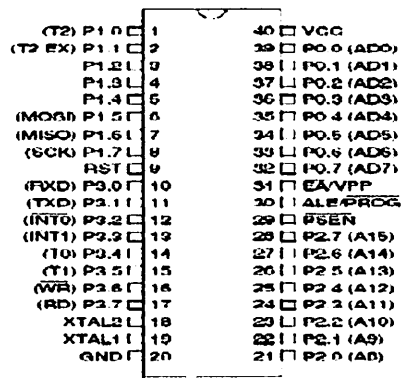 (T2) P1.0 1 40 VCC
(T2 EX) P1.1 2 39 P0.0 (AD0)
P1.2 3 38 P0.1 (AD1)
P1.3 4 37 P0.2 (AD2)
P1.4 5 36 P0.3 (AD3)
(MOSI) P1.5 6 35 P0.4 (AD4)
(MISO) P1.6 7 34 P0.5 (AD5)
(SCK) P1.7 8 33 P0.6 (AD6)
RST 9 32 P0.7 (AD7)
(RXD) P3.0 10 31 EA/VPP
(TXD) P3.1 11 30 ALE/PROG
(INT0) P3.2 12 29 PSEN
(INT1) P3.3 13 28 P2.7 (A15)
(T0) P3.4 14 27 P2.6 (A14)
(T1) P3.5 15 26 P2.5 (A13)
(WR) P3.6 16 25 P2.4 (A12)
(RD) P3.7 17 24 P2.3 (A11)
XTAL2 18 23 P2.2 (A10)
XTAL1 19 22 P2.1 (A9)
GND 20 21 P2.0 (A8)